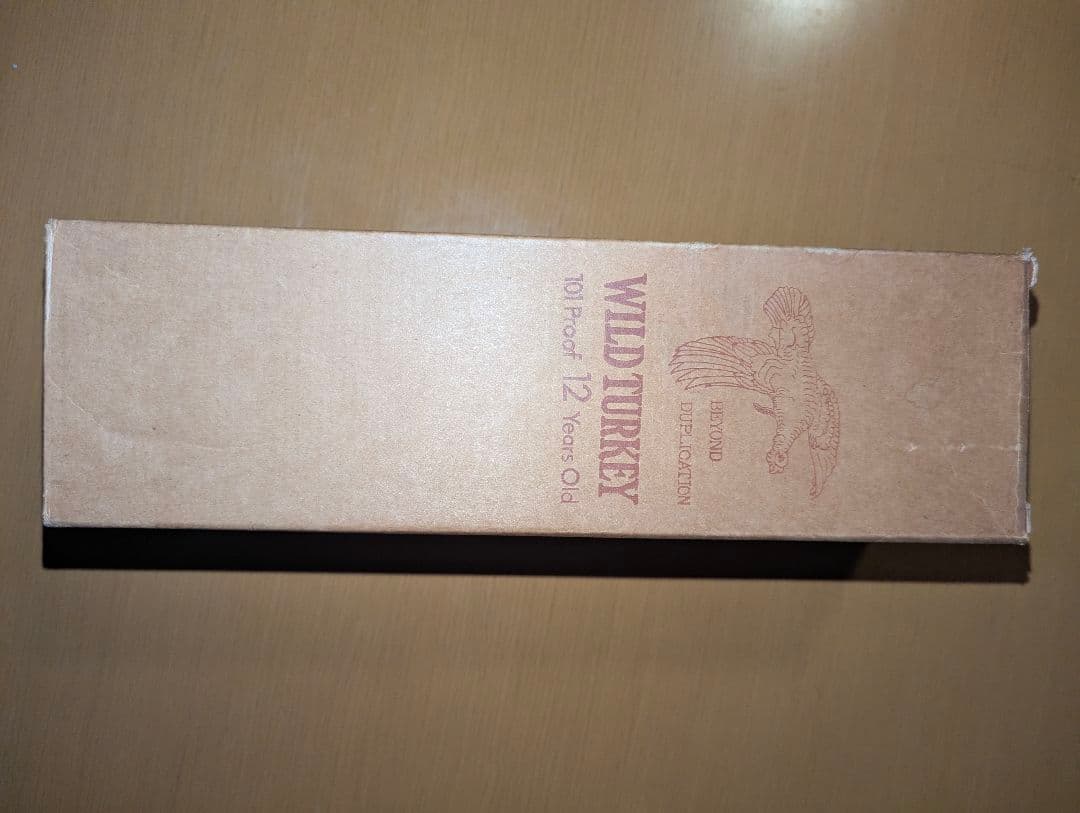 BEYOND
DUPLICATION
WILD TURKEY
101 Proof 12 Years Old